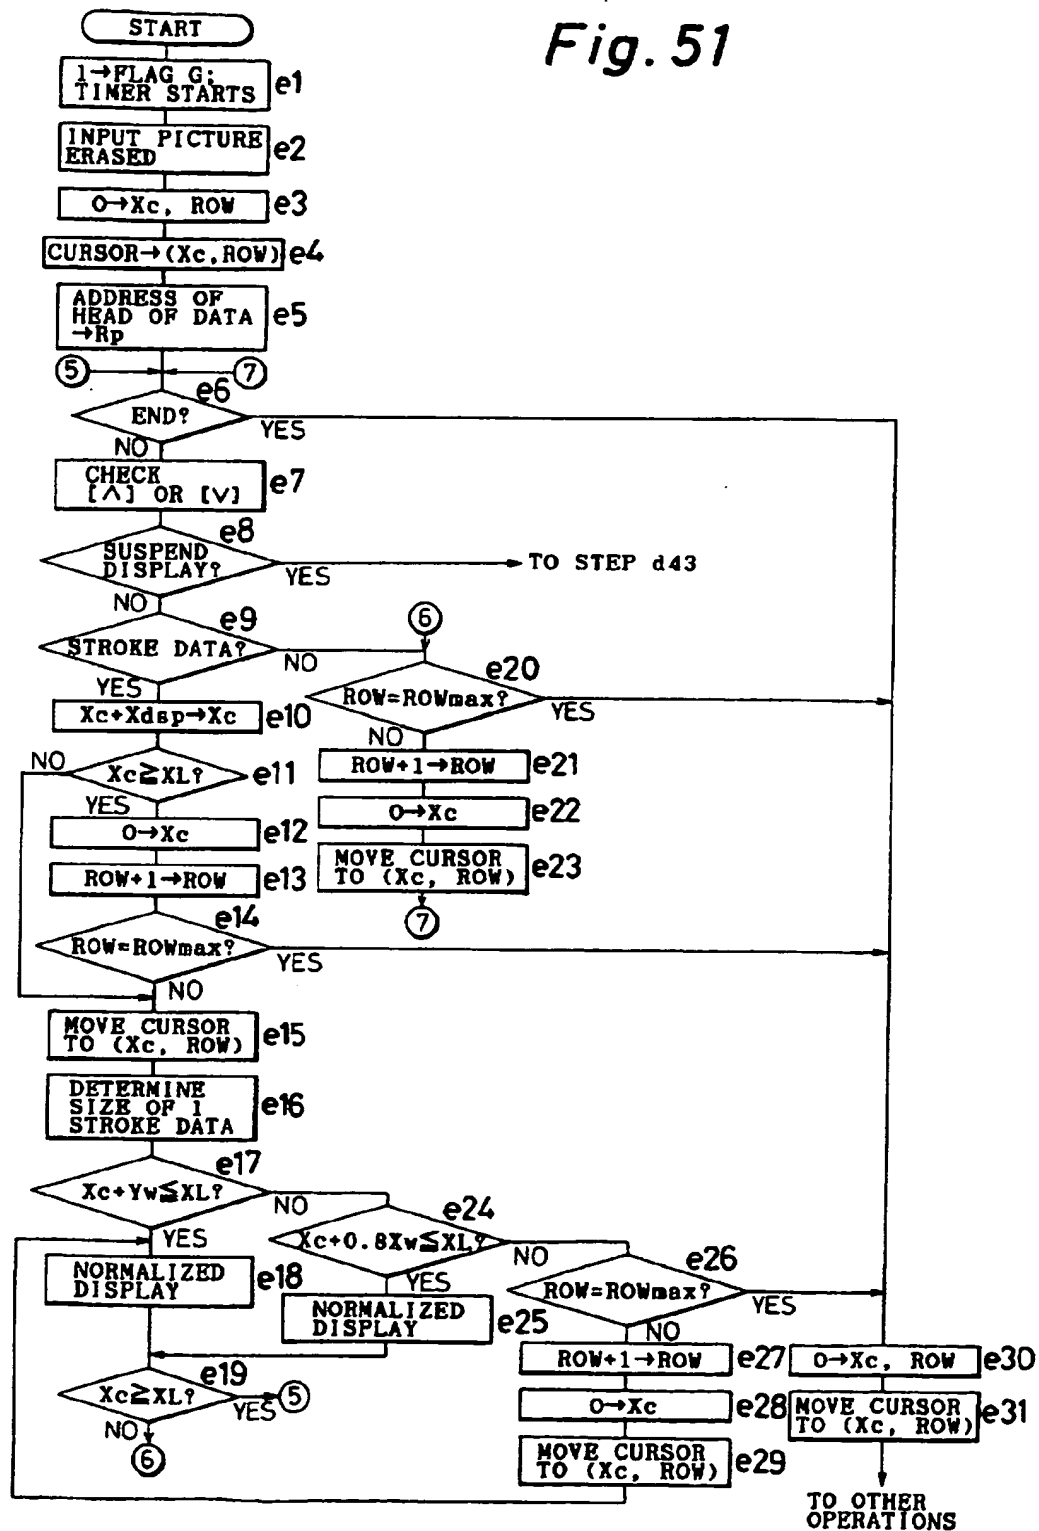 Fig. 51
START
1→FLAG G;
TIMER STARTS
e1
INPUT PICTURE
ERASED
e2
0→Xc, ROW
e3
CURSOR→(Xc,ROW)
e4
ADDRESS OF
HEAD OF DATA
→Rp
e5
5
7
e6
END?
YES
NO
CHECK
[∧] OR [∨]
e7
e8
SUSPEND
DISPLAY?
YES
TO STEP d43
NO
e9
STROKE DATA?
NO
YES
6
e20
ROW=ROWmax?
YES
NO
Xc+Xdsp→Xc
e10
ROW+1→ROW
e21
NO
Xc≧XL?
e11
YES
0→Xc
e22
0→Xc
e12
MOVE CURSOR
TO (Xc, ROW)
e23
ROW+1→ROW
e13
7
e14
ROW=ROWmax?
YES
NO
MOVE CURSOR
TO (Xc, ROW)
e15
DETERMINE
SIZE OF 1
STROKE DATA
e16
e17
Xc+Yw≦XL?
NO
YES
e24
Xc+0.8Xw≦XL?
NO
YES
e26
ROW=ROWmax?
YES
NO
NORMALIZED
DISPLAY
e18
NORMALIZED
DISPLAY
e25
ROW+1→ROW
e27
0→Xc, ROW
e30
e19
Xc≧XL?
YES
5
NO
6
0→Xc
e28
MOVE CURSOR
TO (Xc, ROW)
e31
MOVE CURSOR
TO (Xc, ROW)
e29
TO OTHER
OPERATIONS